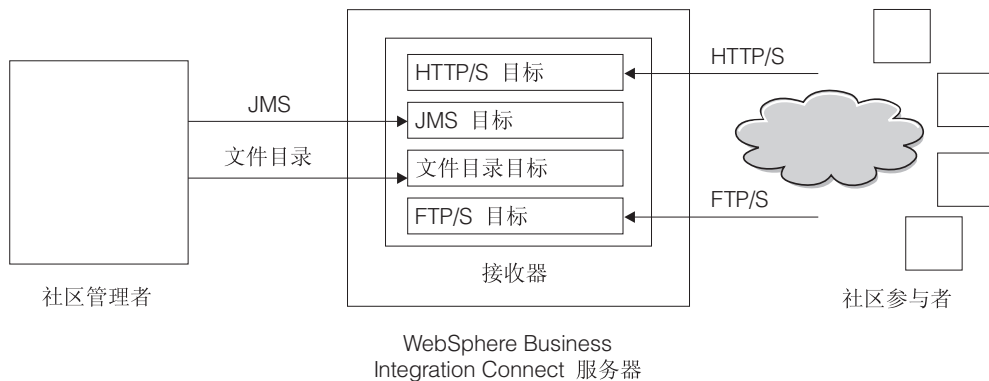 HTTP/S 目标
HTTP/S
JMS
JMS 目标
文件目录
文件目录目标
FTP/S 目标
FTP/S
接收器
社区管理者
社区参与者
WebSphere Business
Integration Connect 服务器